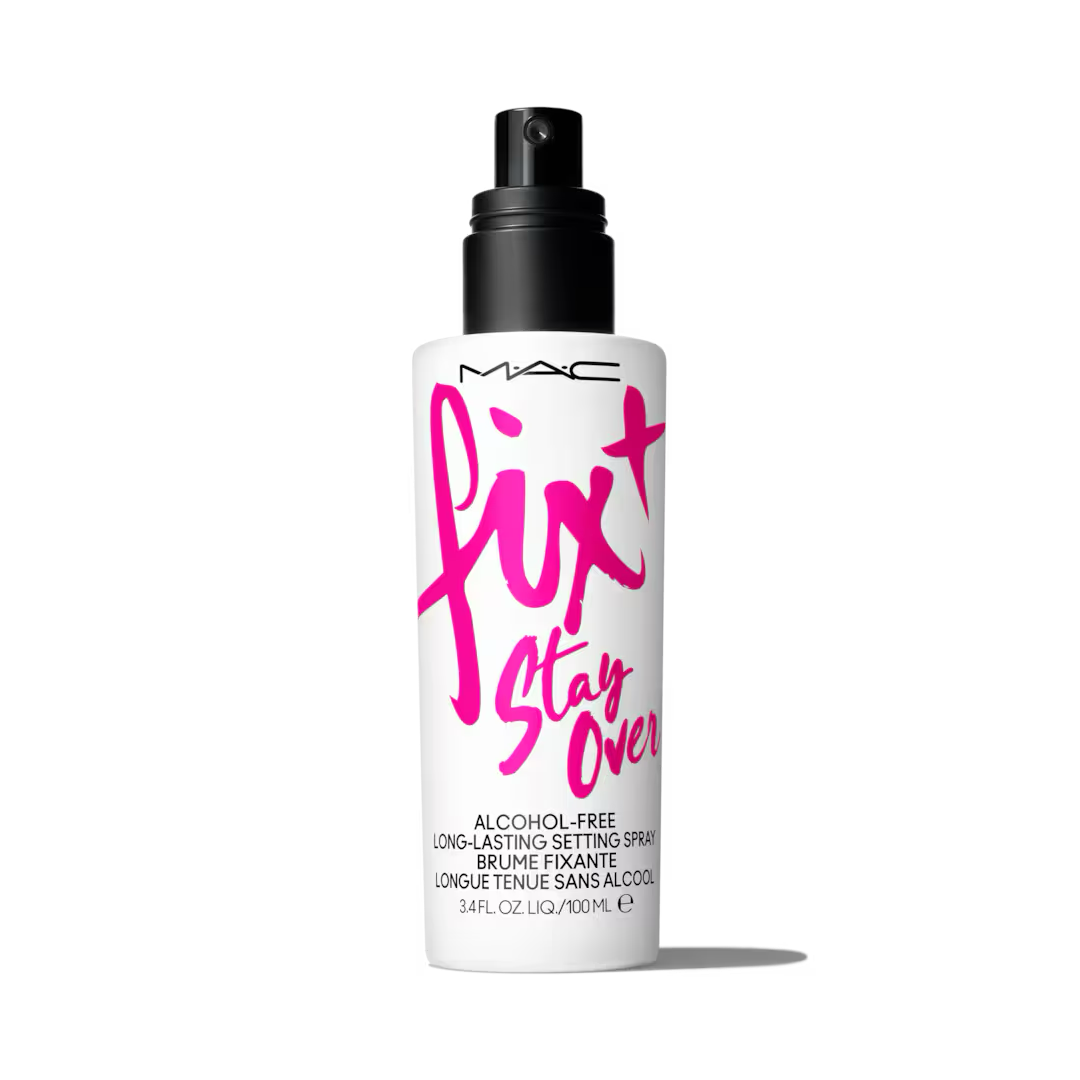 M·A·C
fix+
Stay
Over
ALCOHOL-FREE
LONG-LASTING SETTING SPRAY
BRUME FIXANTE
LONGUE TENUE SANS ALCOOL
3.4 FL. OZ. LIQ./100 ML ℮